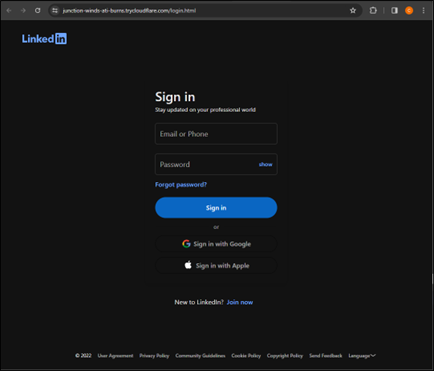 junction-winds-ati-burns.trycloudflare.com/login.html
LinkedIn
Sign in
Stay updated on your professional world
Email or Phone
Password show
Forgot password?
Sign in
or
Sign in with Google
Sign in with Apple
New to LinkedIn? Join now
© 2022 User Agreement Privacy Policy Community Guidelines Cookie Policy Copyright Policy Send Feedback Language